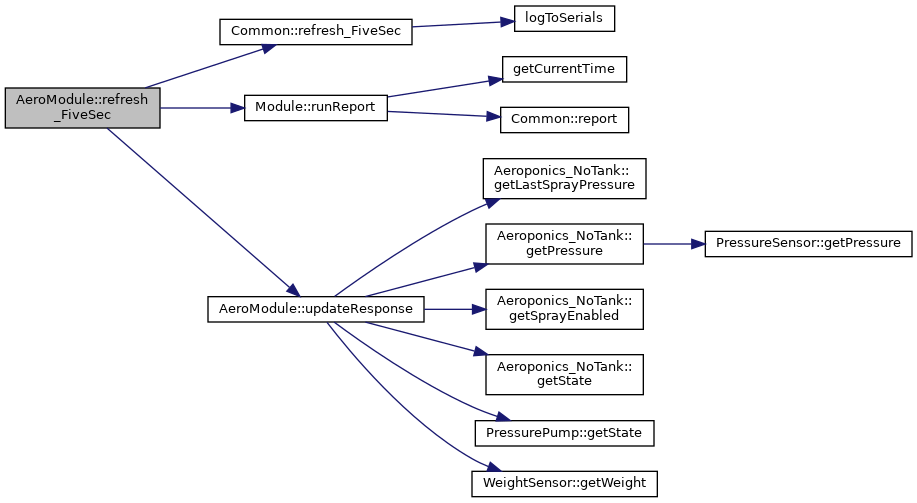 AeroModule::refresh
_FiveSec
Common::refresh_FiveSec
logToSerials
Module::runReport
getCurrentTime
Common::report
AeroModule::updateResponse
Aeroponics_NoTank::
getLastSprayPressure
Aeroponics_NoTank::
getPressure
PressureSensor::getPressure
Aeroponics_NoTank::
getSprayEnabled
Aeroponics_NoTank::
getState
PressurePump::getState
WeightSensor::getWeight